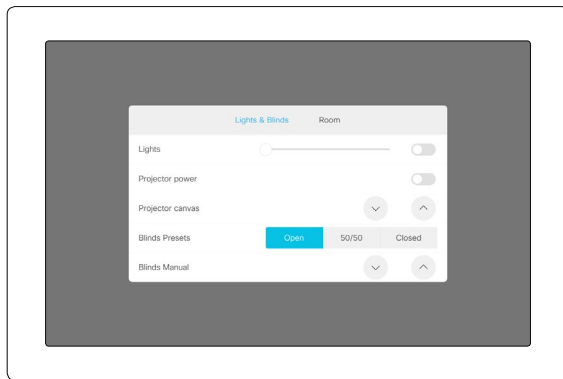 Lights & Blinds Room
Lights
Projector power
Projector canvas
Blinds Presets Open 50/50 Closed
Blinds Manual